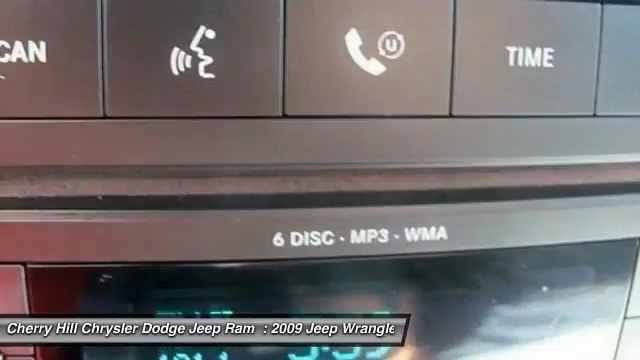 CAN
U
TIME
6 DISC - MP3 - WMA
Cherry Hill Chrysler Dodge Jeep Ram : 2009 Jeep Wrangle